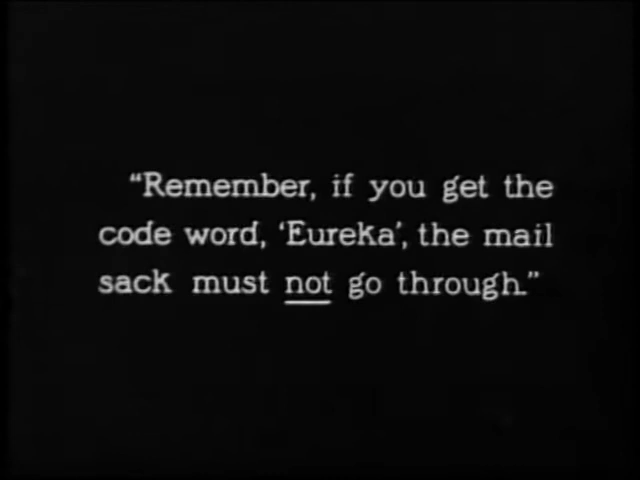 "Remember, if you get the
code word, 'Eureka', the mail
sack must not go through."